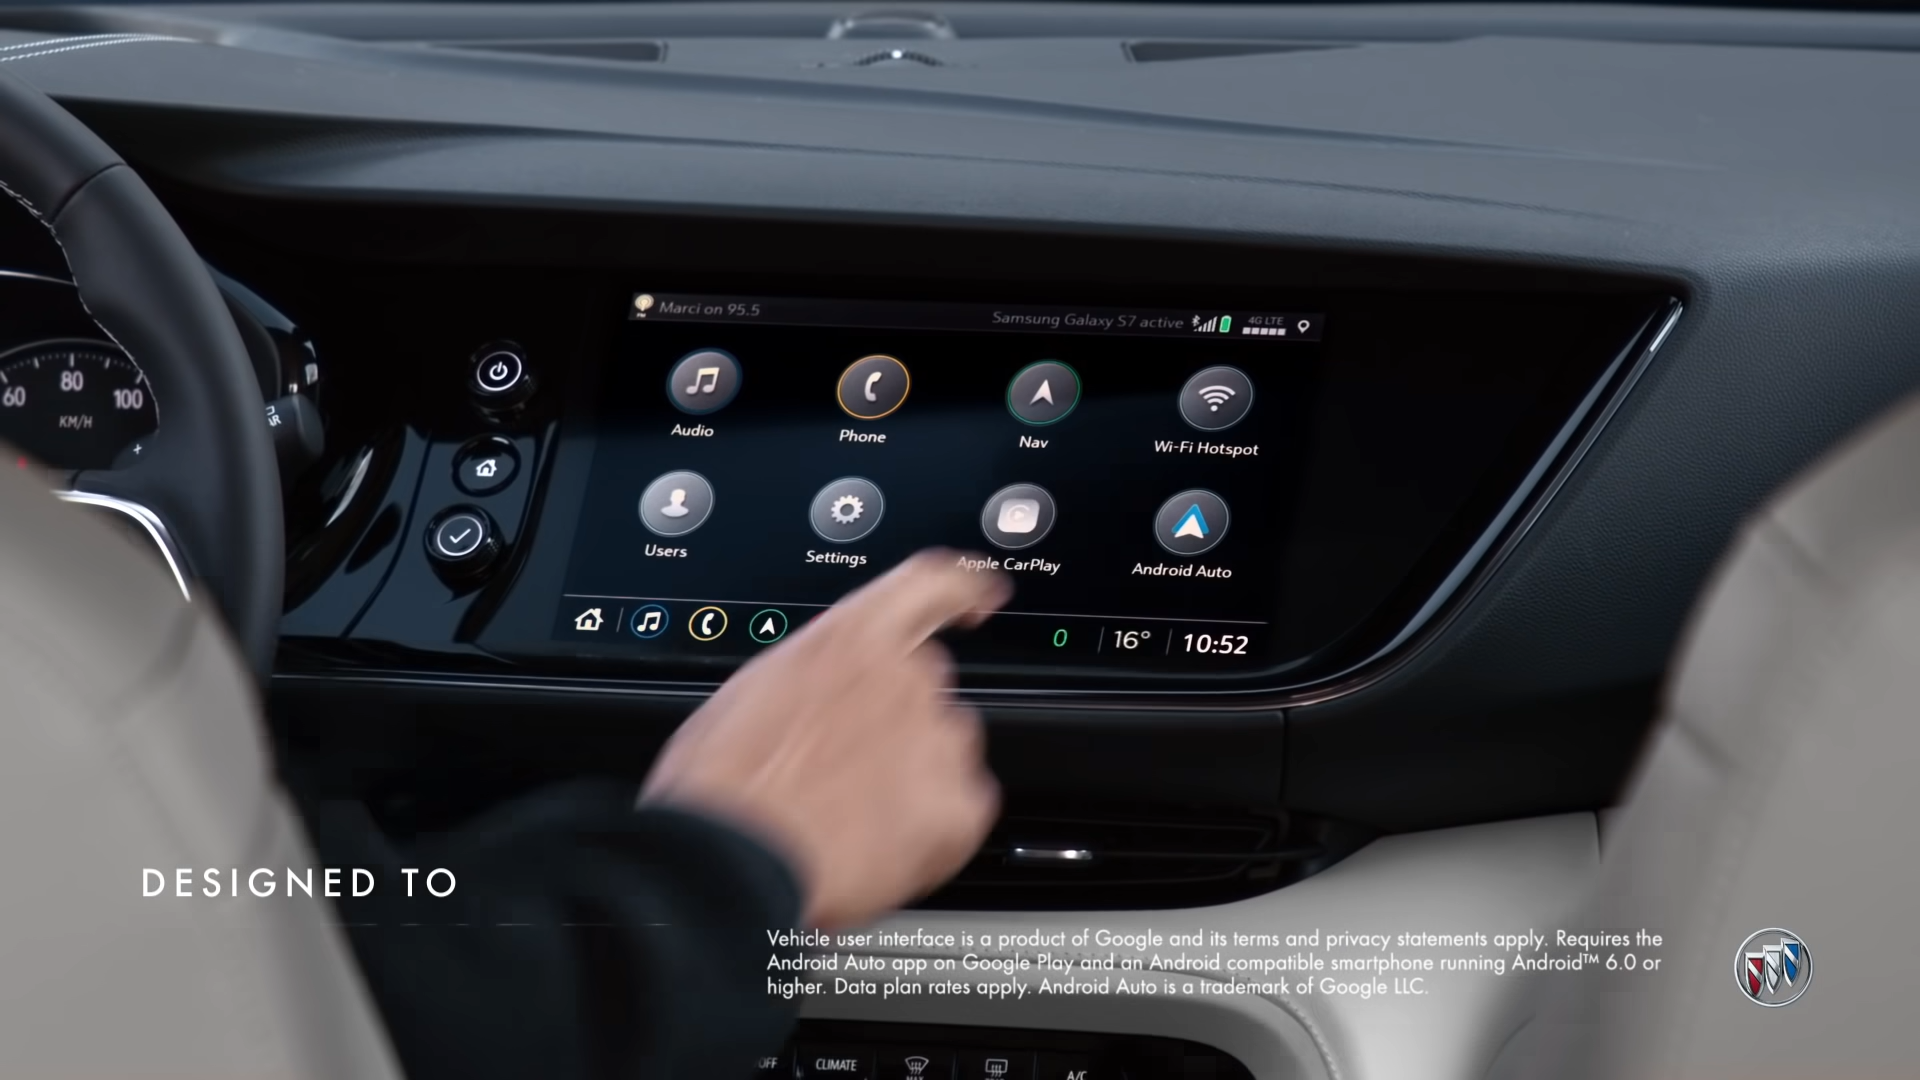 Marci on 95.5
Samsung Galaxy S7 active
4G LTE
Audio
Phone
Nav
Wi-Fi Hotspot
Users
Settings
Apple CarPlay
Android Auto
0
16°
10:52
60
80
100
KM/H
DESIGNED TO
Vehicle user interface is a product of Google and its terms and privacy statements apply. Requires the
Android Auto app on Google Play and an Android compatible smartphone running Android™ 6.0 or
higher. Data plan rates apply. Android Auto is a trademark of Google LLC.
OFF
CLIMATE
A/C